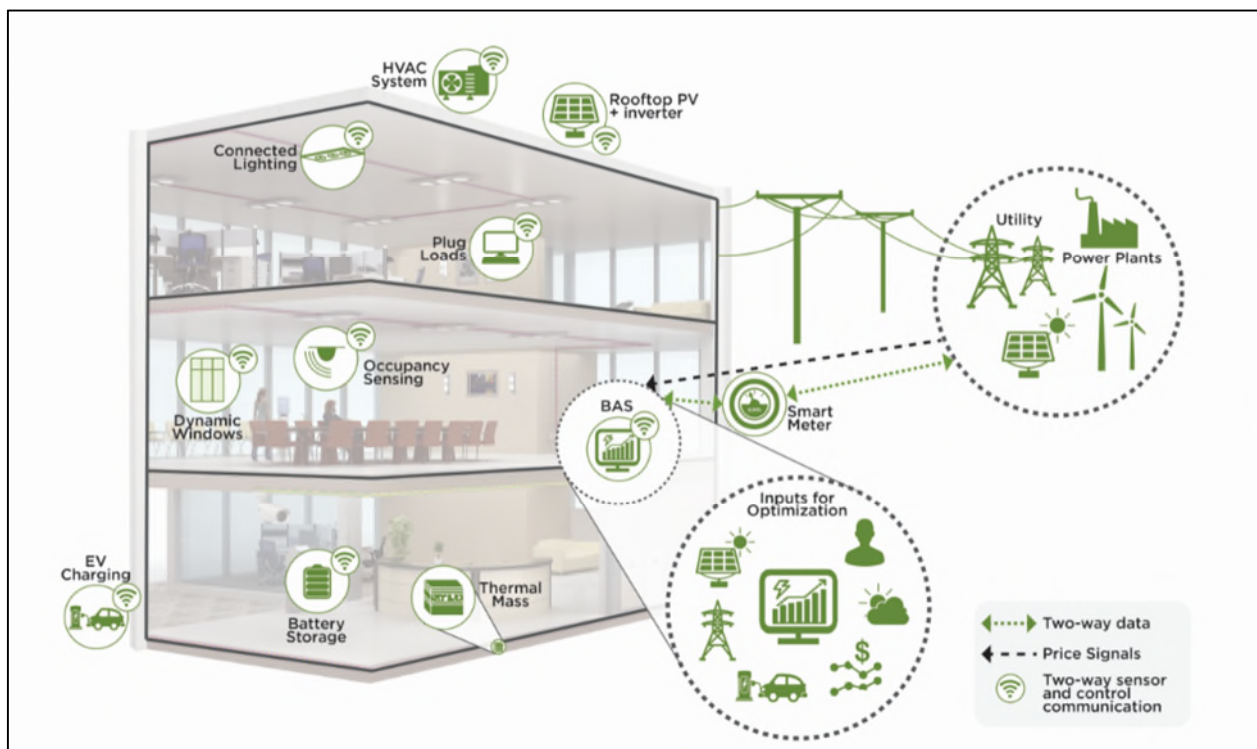 HVAC
System
Rooftop PV
+ inverter
Connected
Lighting
Plug
Loads
Utility
Power Plants
Occupancy
Sensing
Dynamic
Windows
BAS
Smart
Meter
Inputs for
Optimization
EV
Charging
Battery
Storage
Thermal
Mass
$
Two-way data
Price Signals
Two-way sensor
and control
communication